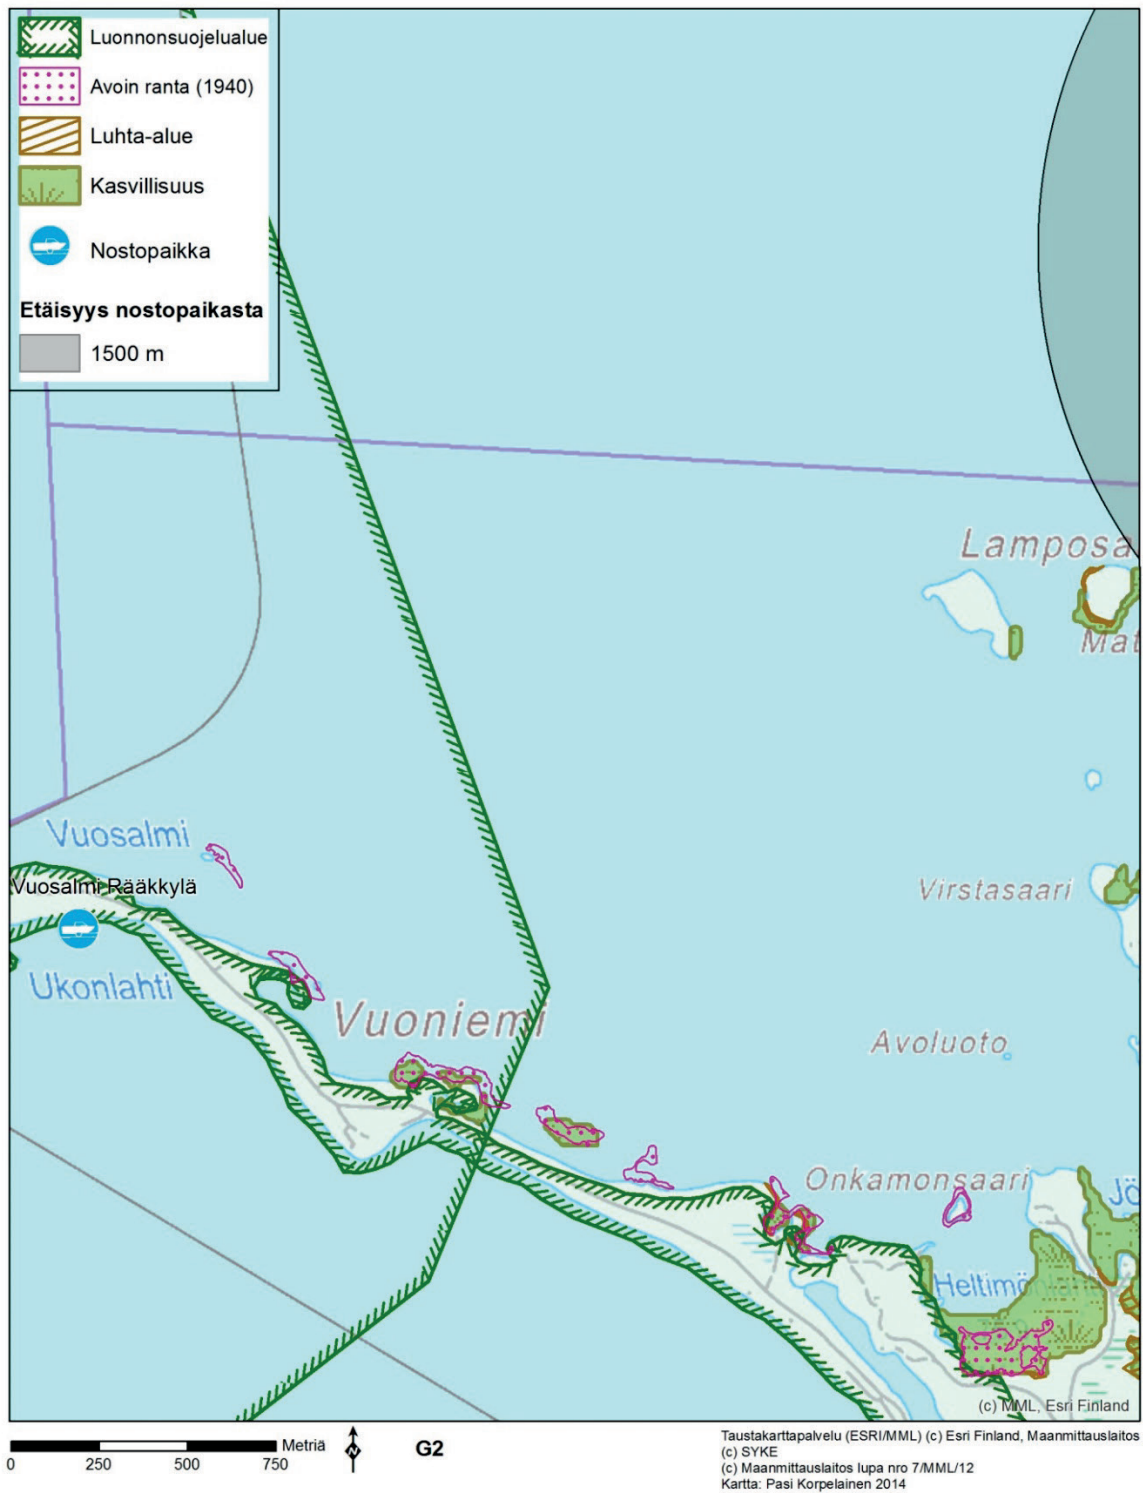 Luonnonsuojelualue
Avoin ranta (1940)
Luhta-alue
Kasvillisuus
Nostopaikka
Etäisyys nostopaikasta
1500 m
Lamposa
Mat
Vuosalmi
Vuosalmi Rääkkylä
Virstasaari
Ukonlahti
Vuoniemi
Avoluoto
Onkamonsaari
Jö
(c) MML, Esri Finland
Metriä
0 250 500 750
N
G2
Taustakarttapalvelu (ESRI/MML) (c) Esri Finland, Maanmittauslaitos
(c) SYKE
(c) Maanmittauslaitos lupa nro 7/MML/12
Kartta: Pasi Korpelainen 2014